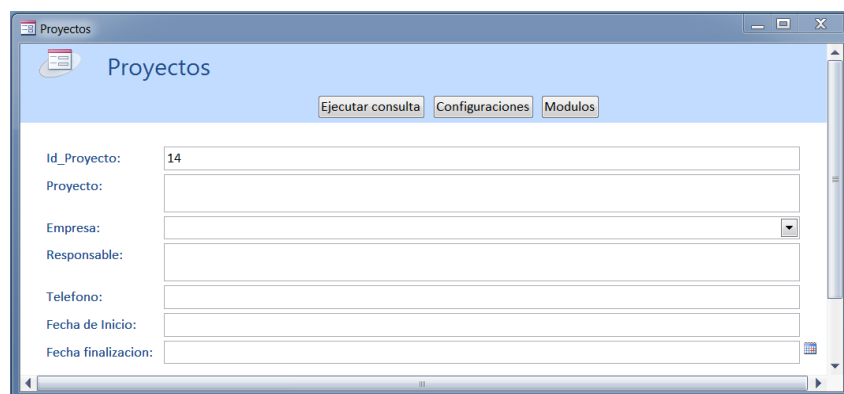 Proyectos
Proyectos
Ejecutar consulta Configuraciones Modulos
Id_Proyecto: 14
Proyecto:
Empresa:
Responsable:
Telefono:
Fecha de Inicio:
Fecha finalizacion: